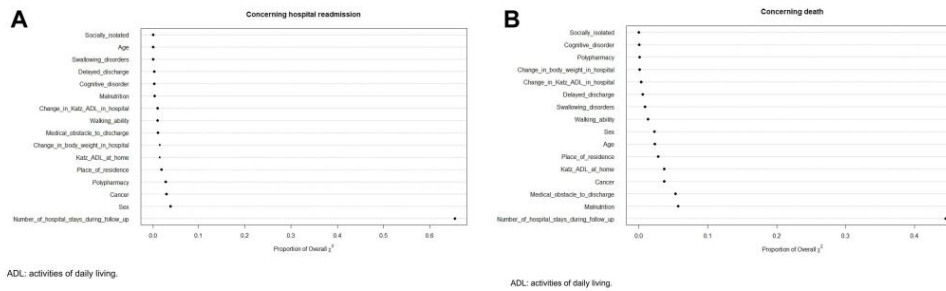 A
Concerning hospital readmission
Socially_isolated
Age
Swallowing_disorders
Delayed_discharge
Cognitive_disorder
Malnutrition
Change_in_Katz_ADL_in_hospital
Walking_ability
Medical_obstacle_to_discharge
Change_in_body_weight_in_hospital
Katz_ADL_at_home
Place_of_residence
Polypharmacy
Cancer
Sex
Number_of_hospital_stays_during_follow_up
0.0 0.1 0.2 0.3 0.4 0.5 0.6
Proportion of Overall χ²
ADL: activities of daily living.
B
Concerning death
Socially_isolated
Cognitive_disorder
Polypharmacy
Change_in_body_weight_in_hospital
Change_in_Katz_ADL_in_hospital
Delayed_discharge
Swallowing_disorders
Walking_ability
Sex
Age
Place_of_residence
Katz_ADL_at_home
Cancer
Medical_obstacle_to_discharge
Malnutrition
Number_of_hospital_stays_during_follow_up
0.0 0.1 0.2 0.3 0.4
Proportion of Overall χ²
ADL: activities of daily living.